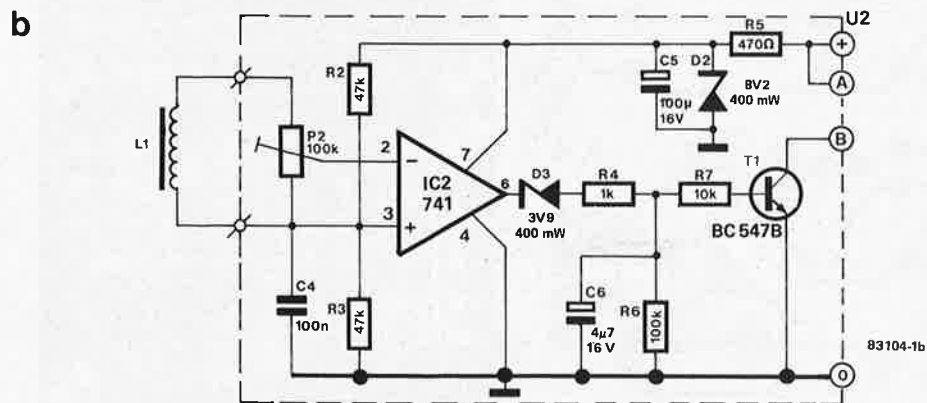 b
U2
R5
470Ω
+
A
R2
47k
C5
100µ
16V
D2
8V2
400 mW
B
L1
P2
100k
2
−
7
IC2
741
6
3
+
4
D3
3V9
400 mW
R4
1k
R7
10k
T1
BC 547B
C4
100n
R3
47k
C6
4µ7
16 V
R6
100k
83104-1b
0